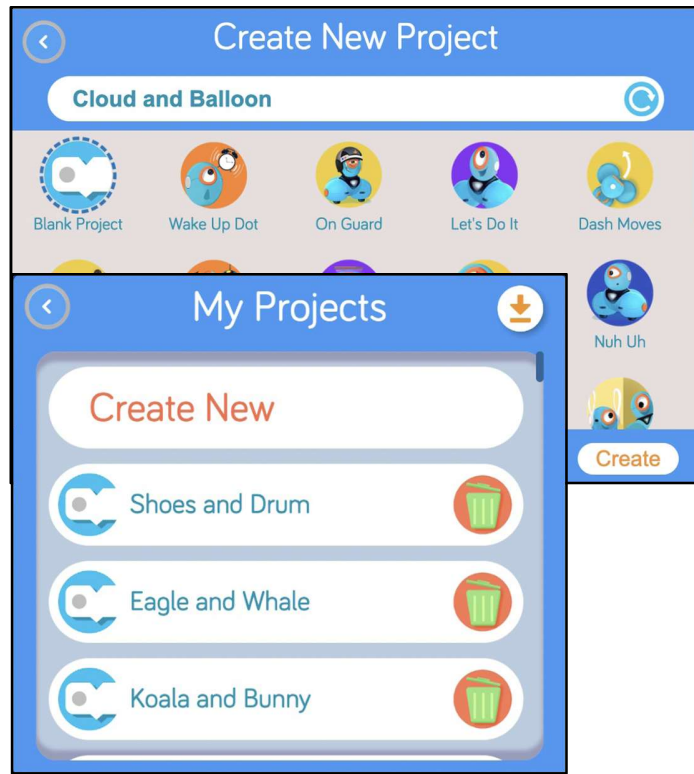 Create New Project
Cloud and Balloon
Blank Project
Wake Up Dot
On Guard
Let's Do It
Dash Moves
Nuh Uh
Create
My Projects
Create New
Shoes and Drum
Eagle and Whale
Koala and Bunny